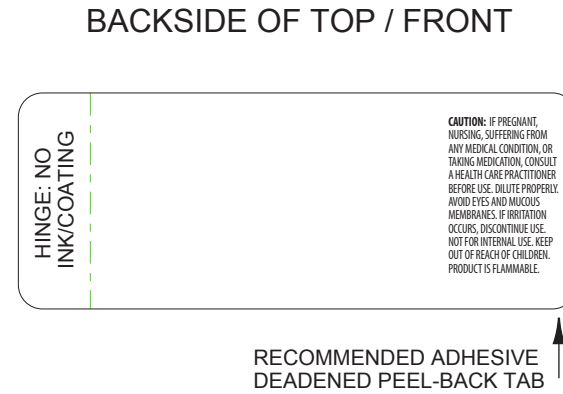 BACKSIDE OF TOP / FRONT
HINGE: NO
INK/COATING
CAUTION: IF PREGNANT,
NURSING, SUFFERING FROM
ANY MEDICAL CONDITION, OR
TAKING MEDICATION, CONSULT
A HEALTH CARE PRACTITIONER
BEFORE USE. DILUTE PROPERLY.
AVOID EYES AND MUCOUS
MEMBRANES. IF IRRITATION
OCCURS, DISCONTINUE USE.
NOT FOR INTERNAL USE. KEEP
OUT OF REACH OF CHILDREN.
PRODUCT IS FLAMMABLE.
RECOMMENDED ADHESIVE
DEADENED PEEL-BACK TAB